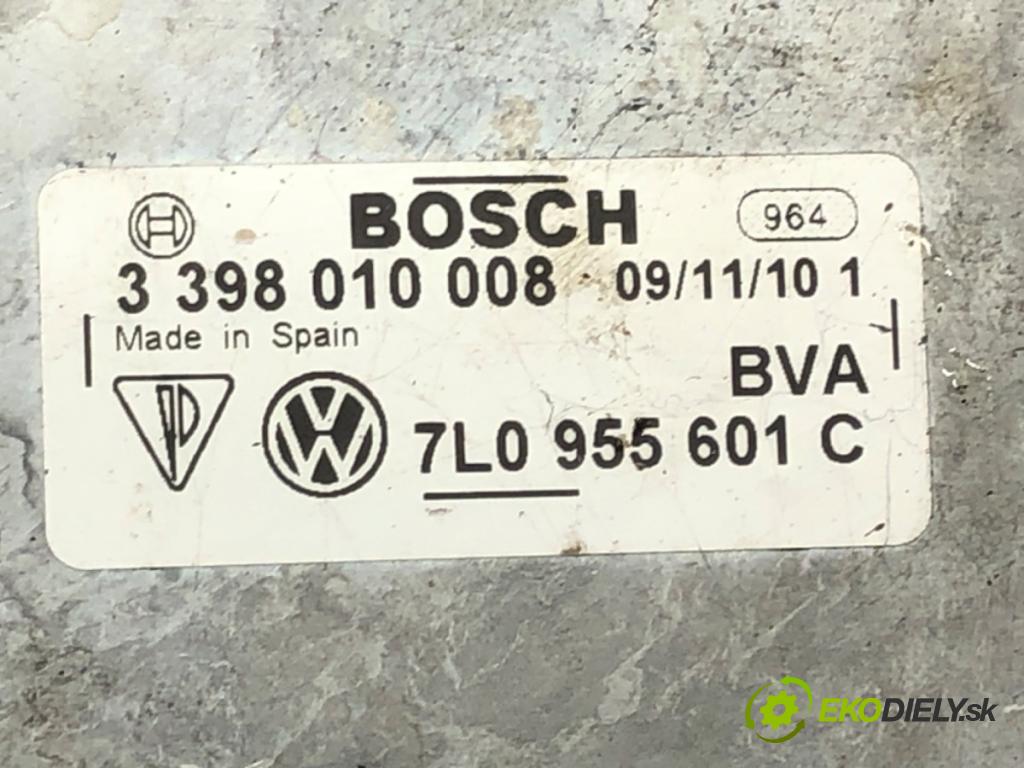 BOSCH 964
3 398 010 008 09/11/10 1
Made in Spain
BVA
7L0 955 601 C
EKODIELY.sk